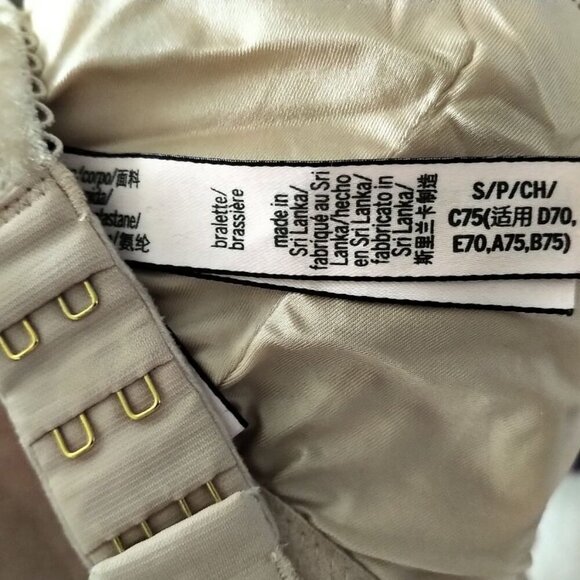 /corpo/面料
/氨纶
bralette/
brassière
made in
Sri Lanka/
fabriqué au Sri
Lanka/hecho
en Sri Lanka/
fabbricato in
Sri Lanka/
斯里兰卡制造
S/P/CH/
C75(适用 D70,
E70,A75,B75)